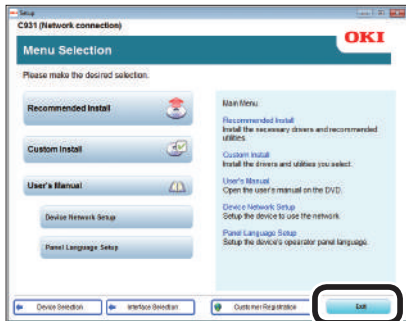 OKI Setup
C931 (Network connection)
OKI
Menu Selection
Please make the desired selection.
Recommended Install
Custom Install
User's Manual
Device Network Setup
Panel Language Setup
Main Menu
Recommended Install
Install the necessary drivers and recommended
utilities.
Custom Install
Install the drivers and utilities you select.
User's Manual
Open the user's manual on the DVD.
Device Network Setup
Setup the device to use the network
Panel Language Setup
Setup the device's opearator panel language.
Device Selection
Interface Selection
Customer Registration
Exit